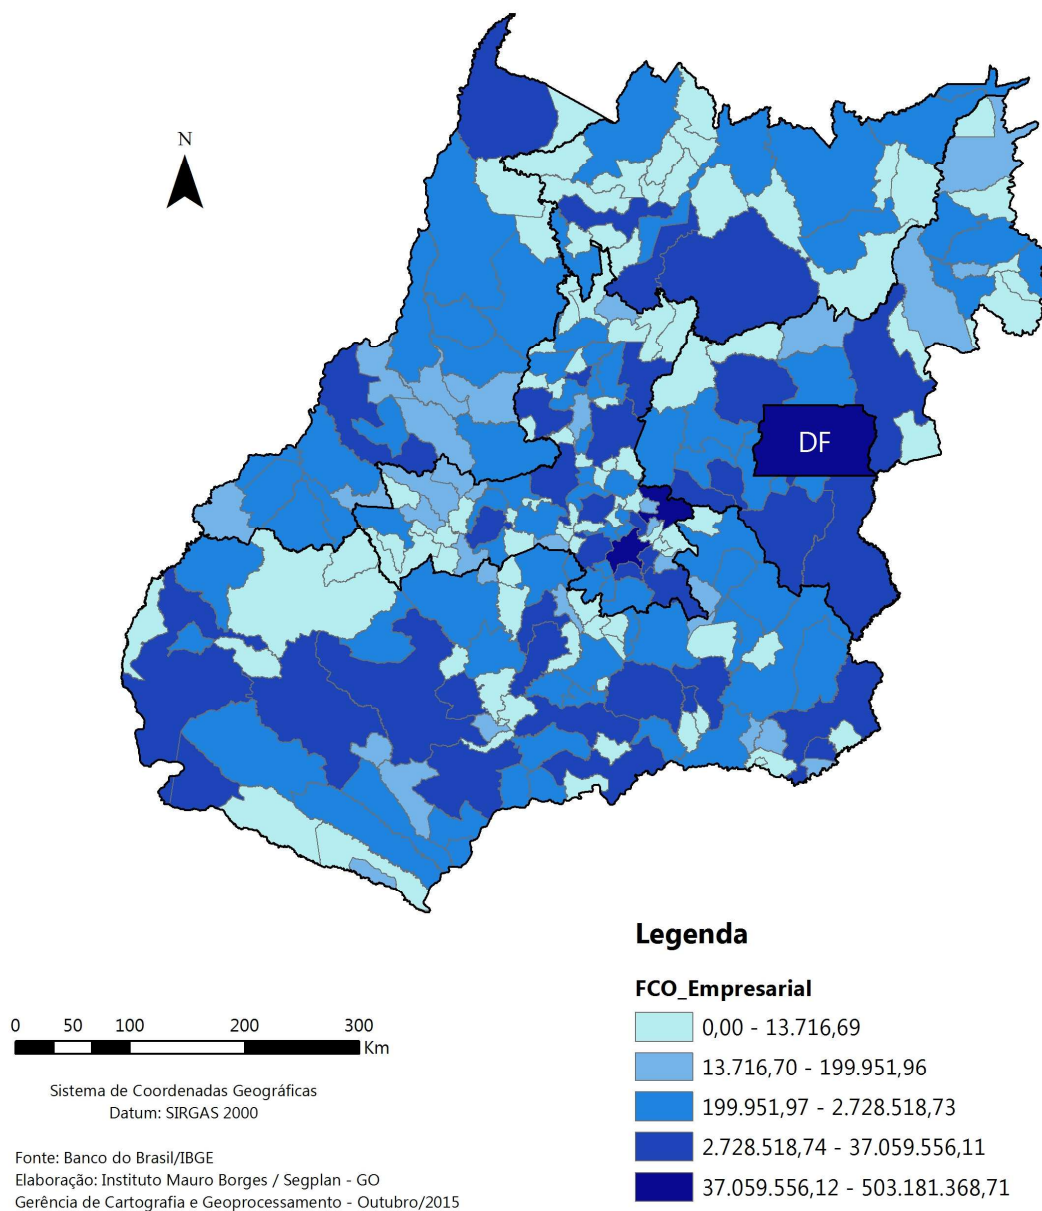 N
DF
Legenda
FCO_Empresarial
0,00 - 13.716,69
13.716,70 - 199.951,96
199.951,97 - 2.728.518,73
2.728.518,74 - 37.059.556,11
37.059.556,12 - 503.181.368,71
0 50 100 200 300
Km
Sistema de Coordenadas Geográficas
Datum: SIRGAS 2000
Fonte: Banco do Brasil/IBGE
Elaboração: Instituto Mauro Borges / Segplan - GO
Gerência de Cartografia e Geoprocessamento - Outubro/2015